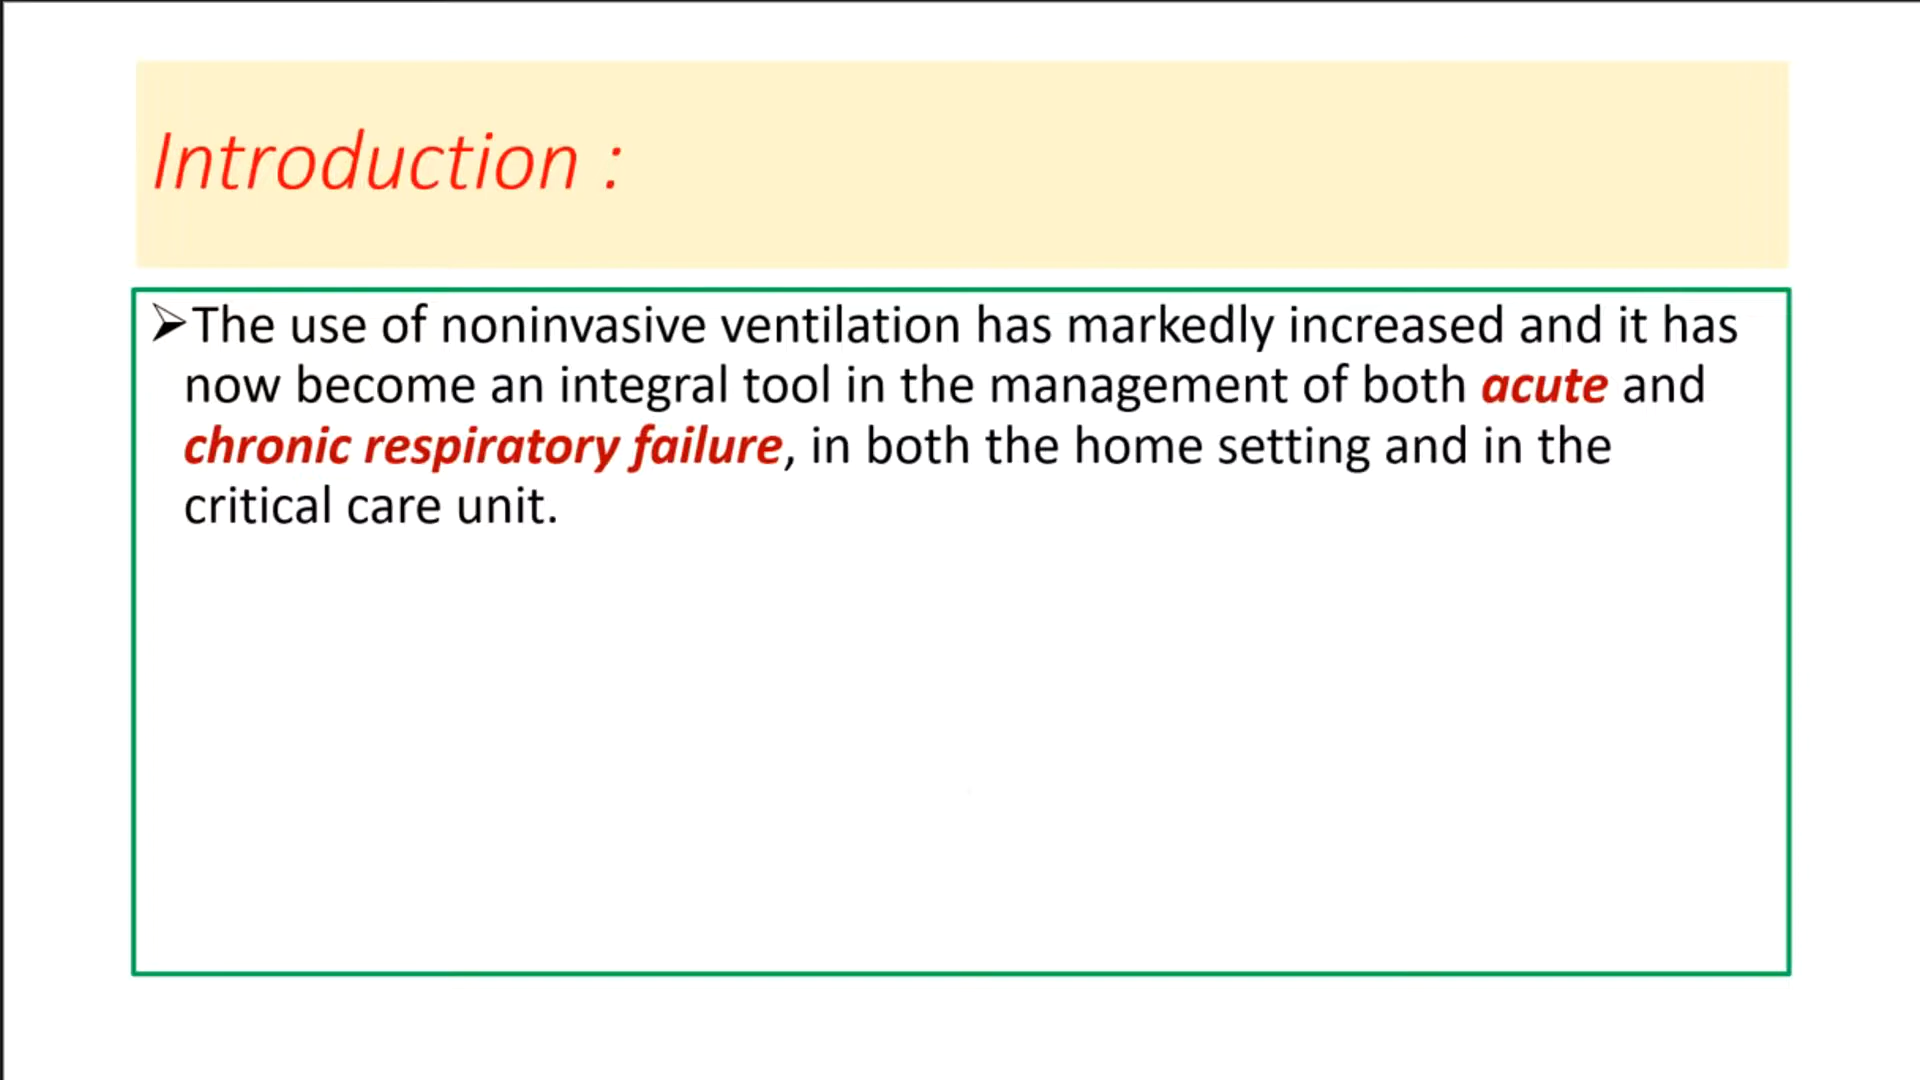 Introduction :
➢The use of noninvasive ventilation has markedly increased and it has
now become an integral tool in the management of both acute and
chronic respiratory failure, in both the home setting and in the
critical care unit.